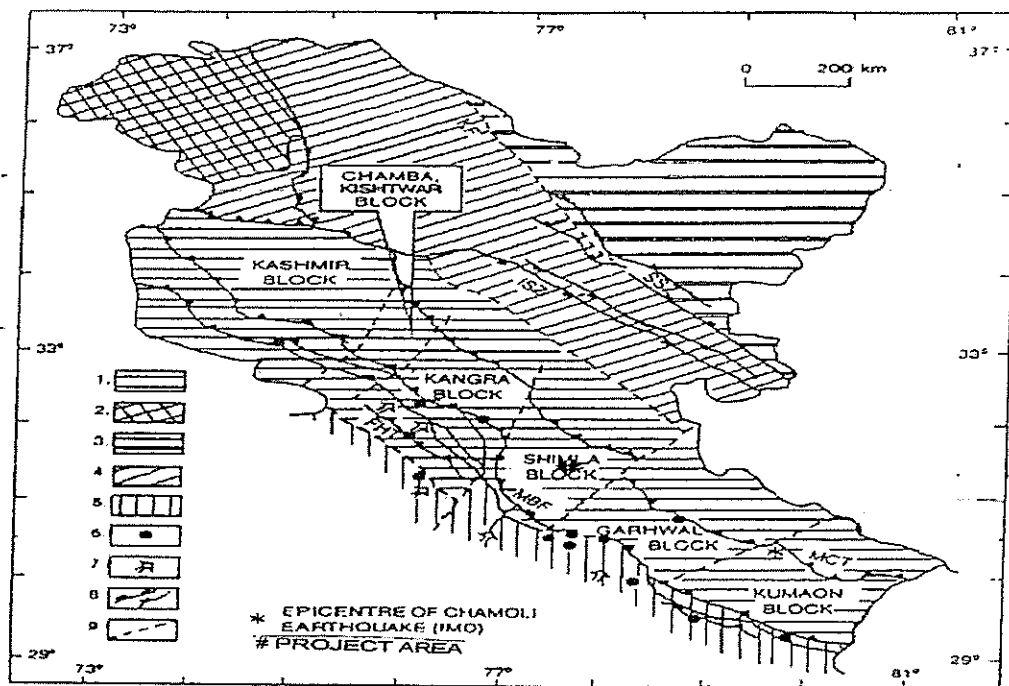 73°
77°
81°
37°
37°
0 200 km
KF
CHAMBA,
KISHTWAR
BLOCK
KASHMIR
BLOCK
ISZ
SS
33°
33°
KANGRA
BLOCK
1.
2.
3.
4
5
6
7
8
9
SHIMLA
BLOCK
MBF
GARHWAL
BLOCK
MCT
KUMAON
BLOCK
* EPICENTRE OF CHAMOLI
EARTHQUAKE (IMD)
# PROJECT AREA
29°
29°
73°
77°
81°